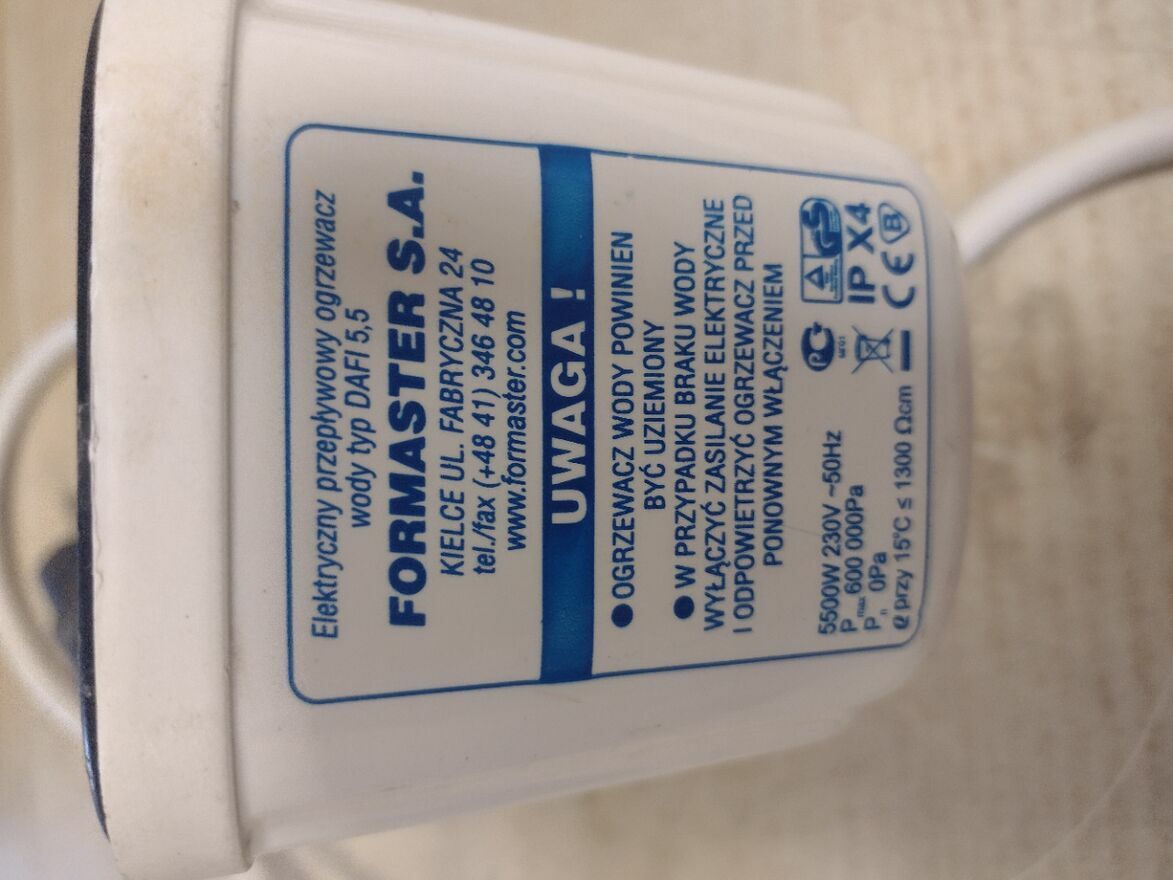 Elektryczny przepływowy ogrzewacz
wody typ DAFI 5,5
FORMASTER S.A.
KIELCE UL. FABRYCZNA 24
tel./fax (+48 41) 346 48 10
www.formaster.com
UWAGA !
● OGRZEWACZ WODY POWINIEN
BYĆ UZIEMIONY
● W PRZYPADKU BRAKU WODY
WYŁĄCZYĆ ZASILANIE ELEKTRYCZNE
I ODPOWIETRZYĆ OGRZEWACZ PRZED
PONOWNYM WŁĄCZENIEM
5500W 230V ~50Hz
Pmax 600 000Pa
Pn 0Pa
ϱ przy 15°C ≤ 1300 Ωcm
GS
IP X4
CE B